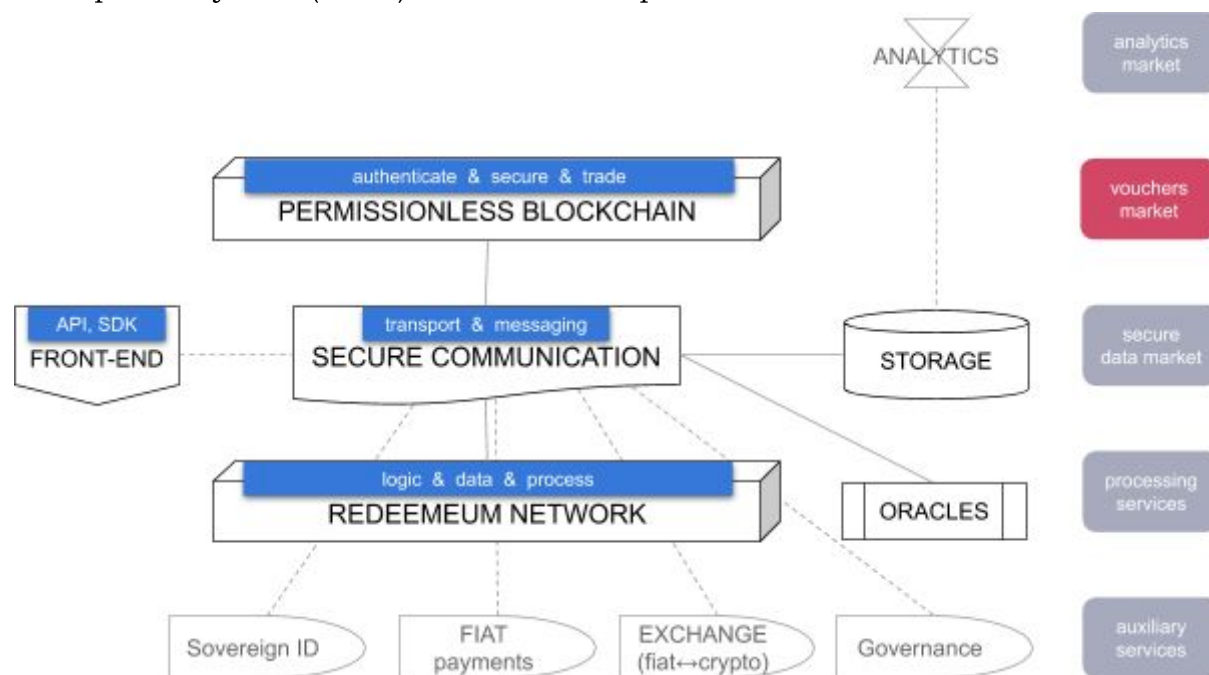 ANALYTICS
analytics
market
authenticate & secure & trade
PERMISSIONLESS BLOCKCHAIN
vouchers
market
API, SDK
FRONT-END
transport & messaging
SECURE COMMUNICATION
STORAGE
secure
data market
logic & data & process
REDEEMEUM NETWORK
ORACLES
processing
services
Sovereign ID
FIAT
payments
EXCHANGE
(fiat↔crypto)
Governance
auxiliary
services